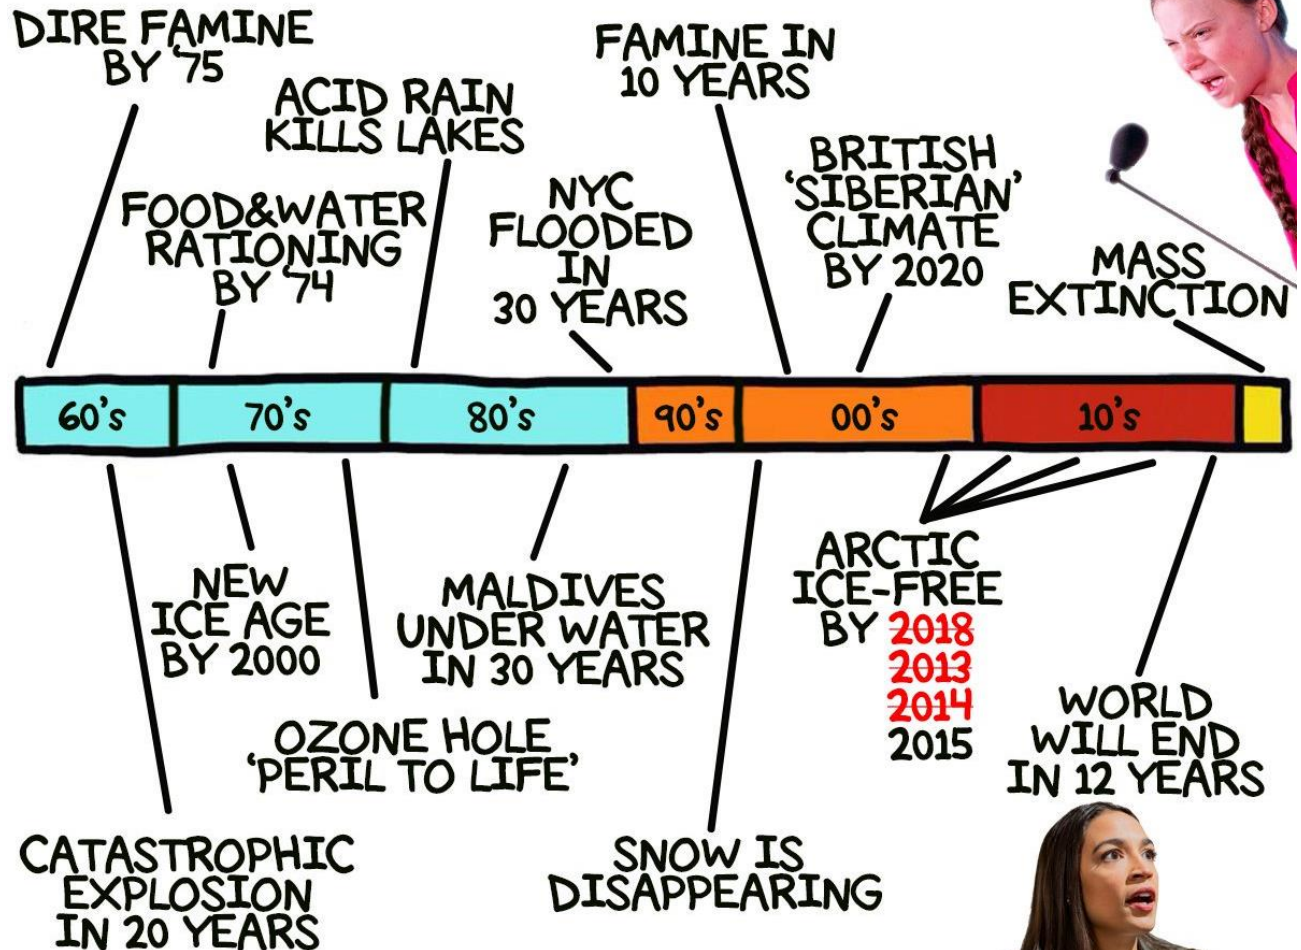 DIRE FAMINE
BY '75
ACID RAIN
KILLS LAKES
FAMINE IN
10 YEARS
FOOD&WATER
RATIONING
BY '74
NYC
FLOODED
IN
30 YEARS
BRITISH
'SIBERIAN'
CLIMATE
BY 2020
MASS
EXTINCTION
60's
70's
80's
90's
00's
10's
NEW
ICE AGE
BY 2000
MALDIVES
UNDER WATER
IN 30 YEARS
ARCTIC
ICE-FREE
BY 2018
2013
2014
2015
OZONE HOLE
'PERIL TO LIFE'
WORLD
WILL END
IN 12 YEARS
CATASTROPHIC
EXPLOSION
IN 20 YEARS
SNOW IS
DISAPPEARING